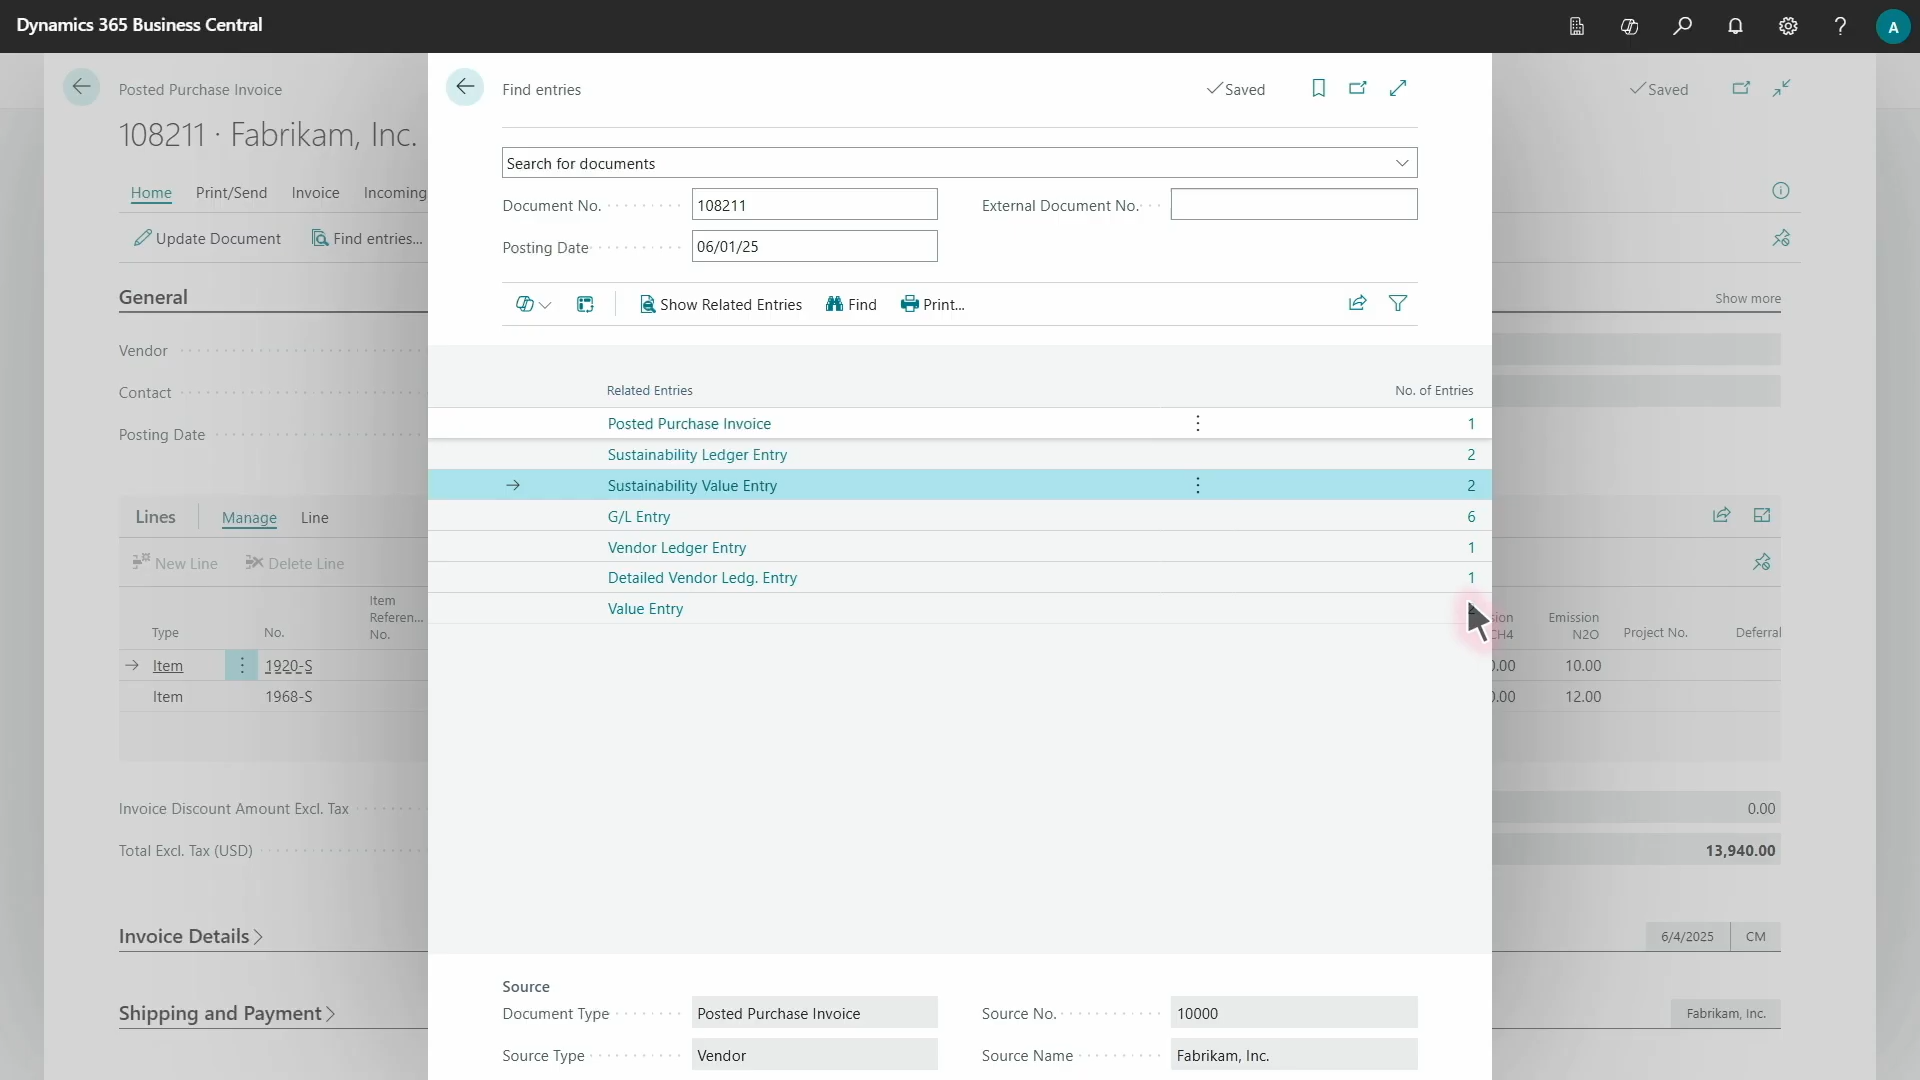 Dynamics 365 Business Central
A
Posted Purchase Invoice
Saved
108211 · Fabrikam, Inc.
Home Print/Send Invoice Incoming
Update Document Find entries...
General
Show more
Vendor
Contact
Posting Date
Lines Manage Line
New Line Delete Line
Type No. Item Referen... No.
Emission N2O Project No. Deferral
Item 1920-S 10.00
Item 1968-S 12.00
Invoice Discount Amount Excl. Tax 0.00
Total Excl. Tax (USD) 13,940.00
Invoice Details 6/4/2025 CM
Shipping and Payment Fabrikam, Inc.
Find entries Saved
Search for documents
Document No. 108211 External Document No.
Posting Date 06/01/25
Show Related Entries Find Print...
Related Entries No. of Entries
Posted Purchase Invoice 1
Sustainability Ledger Entry 2
Sustainability Value Entry 2
G/L Entry 6
Vendor Ledger Entry 1
Detailed Vendor Ledg. Entry 1
Value Entry
Source
Document Type Posted Purchase Invoice Source No. 10000
Source Type Vendor Source Name Fabrikam, Inc.